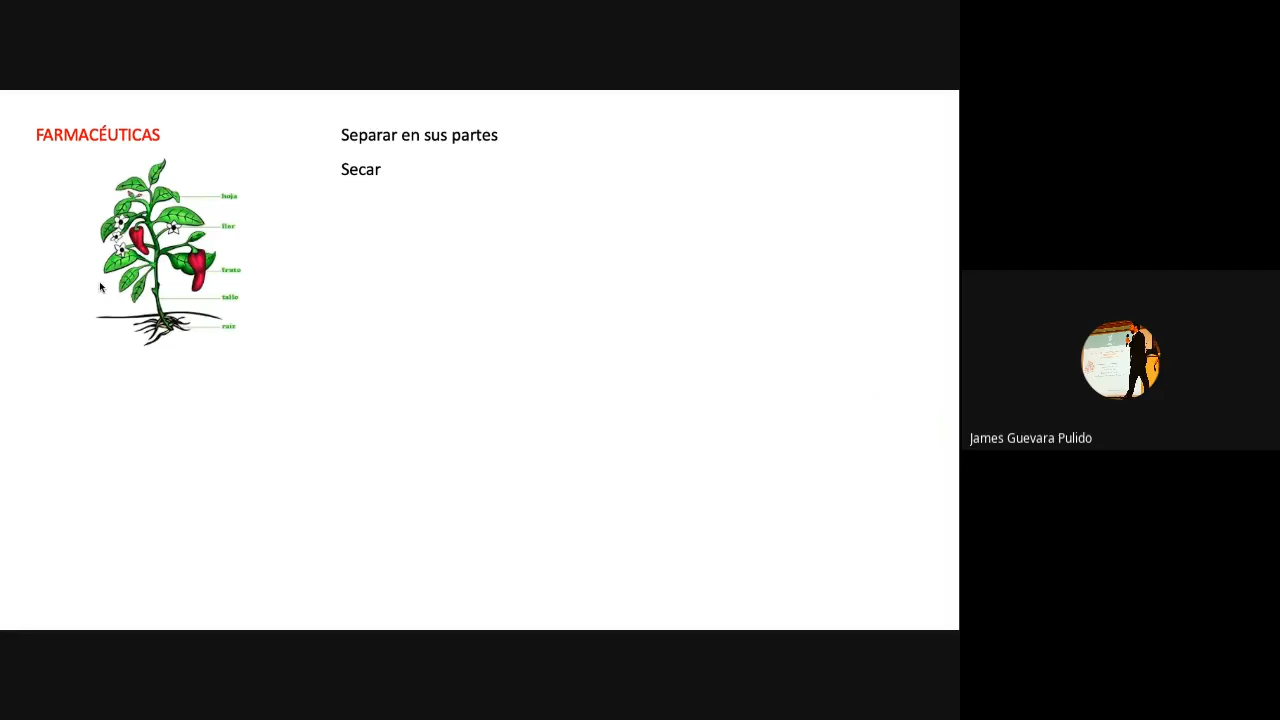 FARMACÉUTICAS
Separar en sus partes
Secar
hoja
flor
fruto
tallo
raíz
James Guevara Pulido